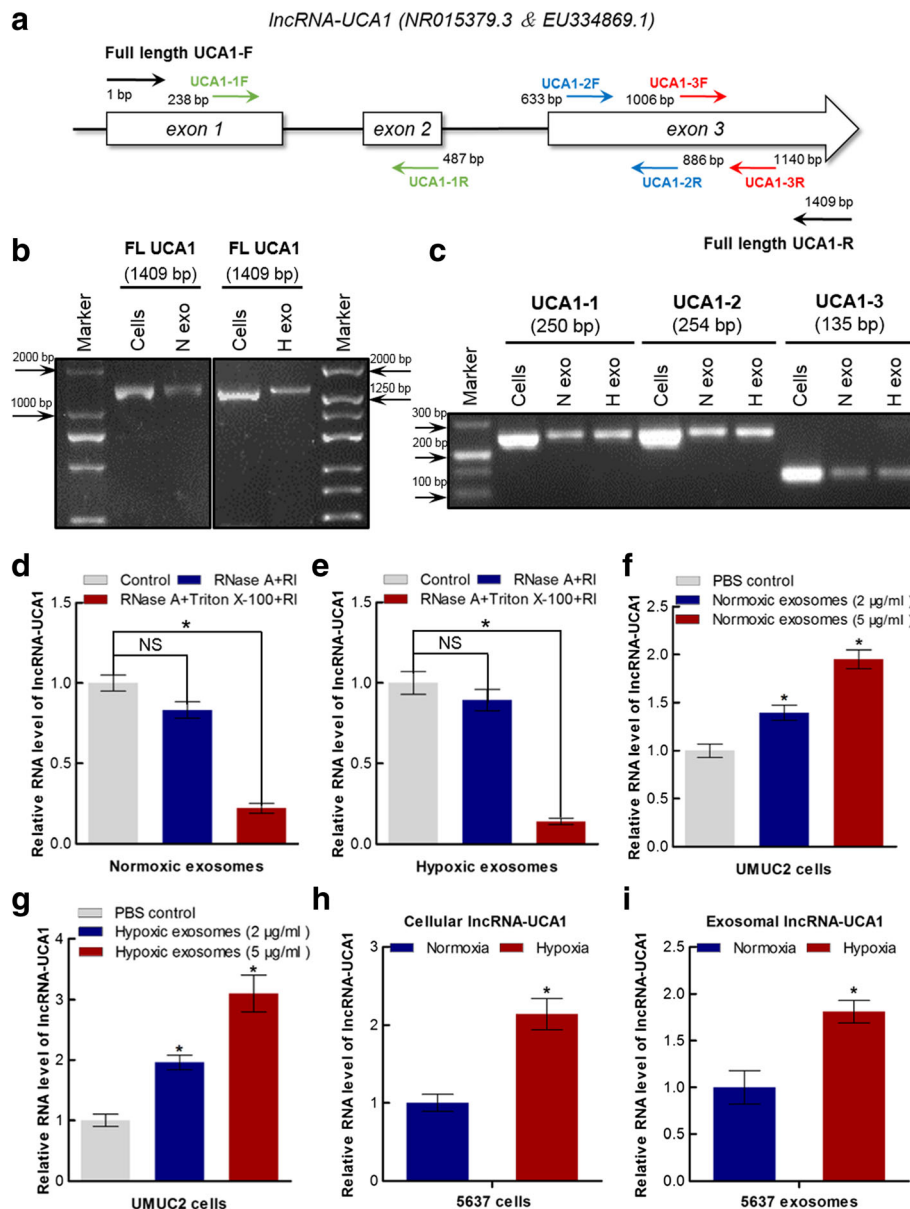 a
lncRNA-UCA1 (NR015379.3 & EU334869.1)
Full length UCA1-F
1 bp
UCA1-1F
238 bp
UCA1-2F
633 bp
UCA1-3F
1006 bp
exon 1
exon 2
exon 3
487 bp
UCA1-1R
886 bp
UCA1-2R
1140 bp
UCA1-3R
1409 bp
Full length UCA1-R
b
FL UCA1
(1409 bp)
FL UCA1
(1409 bp)
Marker
Cells
N exo
Cells
H exo
Marker
2000 bp
1000 bp
2000 bp
1250 bp
c
UCA1-1
(250 bp)
UCA1-2
(254 bp)
UCA1-3
(135 bp)
Marker
Cells
N exo
H exo
Cells
N exo
H exo
Cells
N exo
H exo
300 bp
200 bp
100 bp
d
Control
RNase A+RI
RNase A+Triton X-100+RI
Relative RNA level of lncRNA-UCA1
1.5
1.0
0.5
0.0
NS
*
Normoxic exosomes
e
Control
RNase A+RI
RNase A+Triton X-100+RI
Relative RNA level of lncRNA-UCA1
1.5
1.0
0.5
0.0
NS
*
Hypoxic exosomes
f
PBS control
Normoxic exosomes (2 μg/ml )
Normoxic exosomes (5 μg/ml )
Relative RNA level of lncRNA-UCA1
2.5
2.0
1.5
1.0
0.5
0.0
*
*
UMUC2 cells
g
PBS control
Hypoxic exosomes (2 μg/ml )
Hypoxic exosomes (5 μg/ml )
Relative RNA level of lncRNA-UCA1
4
3
2
1
0
*
*
UMUC2 cells
h
Cellular lncRNA-UCA1
Normoxia
Hypoxia
Relative RNA level of lncRNA-UCA1
3
2
1
0
*
5637 cells
i
Exosomal lncRNA-UCA1
Normoxia
Hypoxia
Relative RNA level of lncRNA-UCA1
2.5
2.0
1.5
1.0
0.5
0.0
*
5637 exosomes